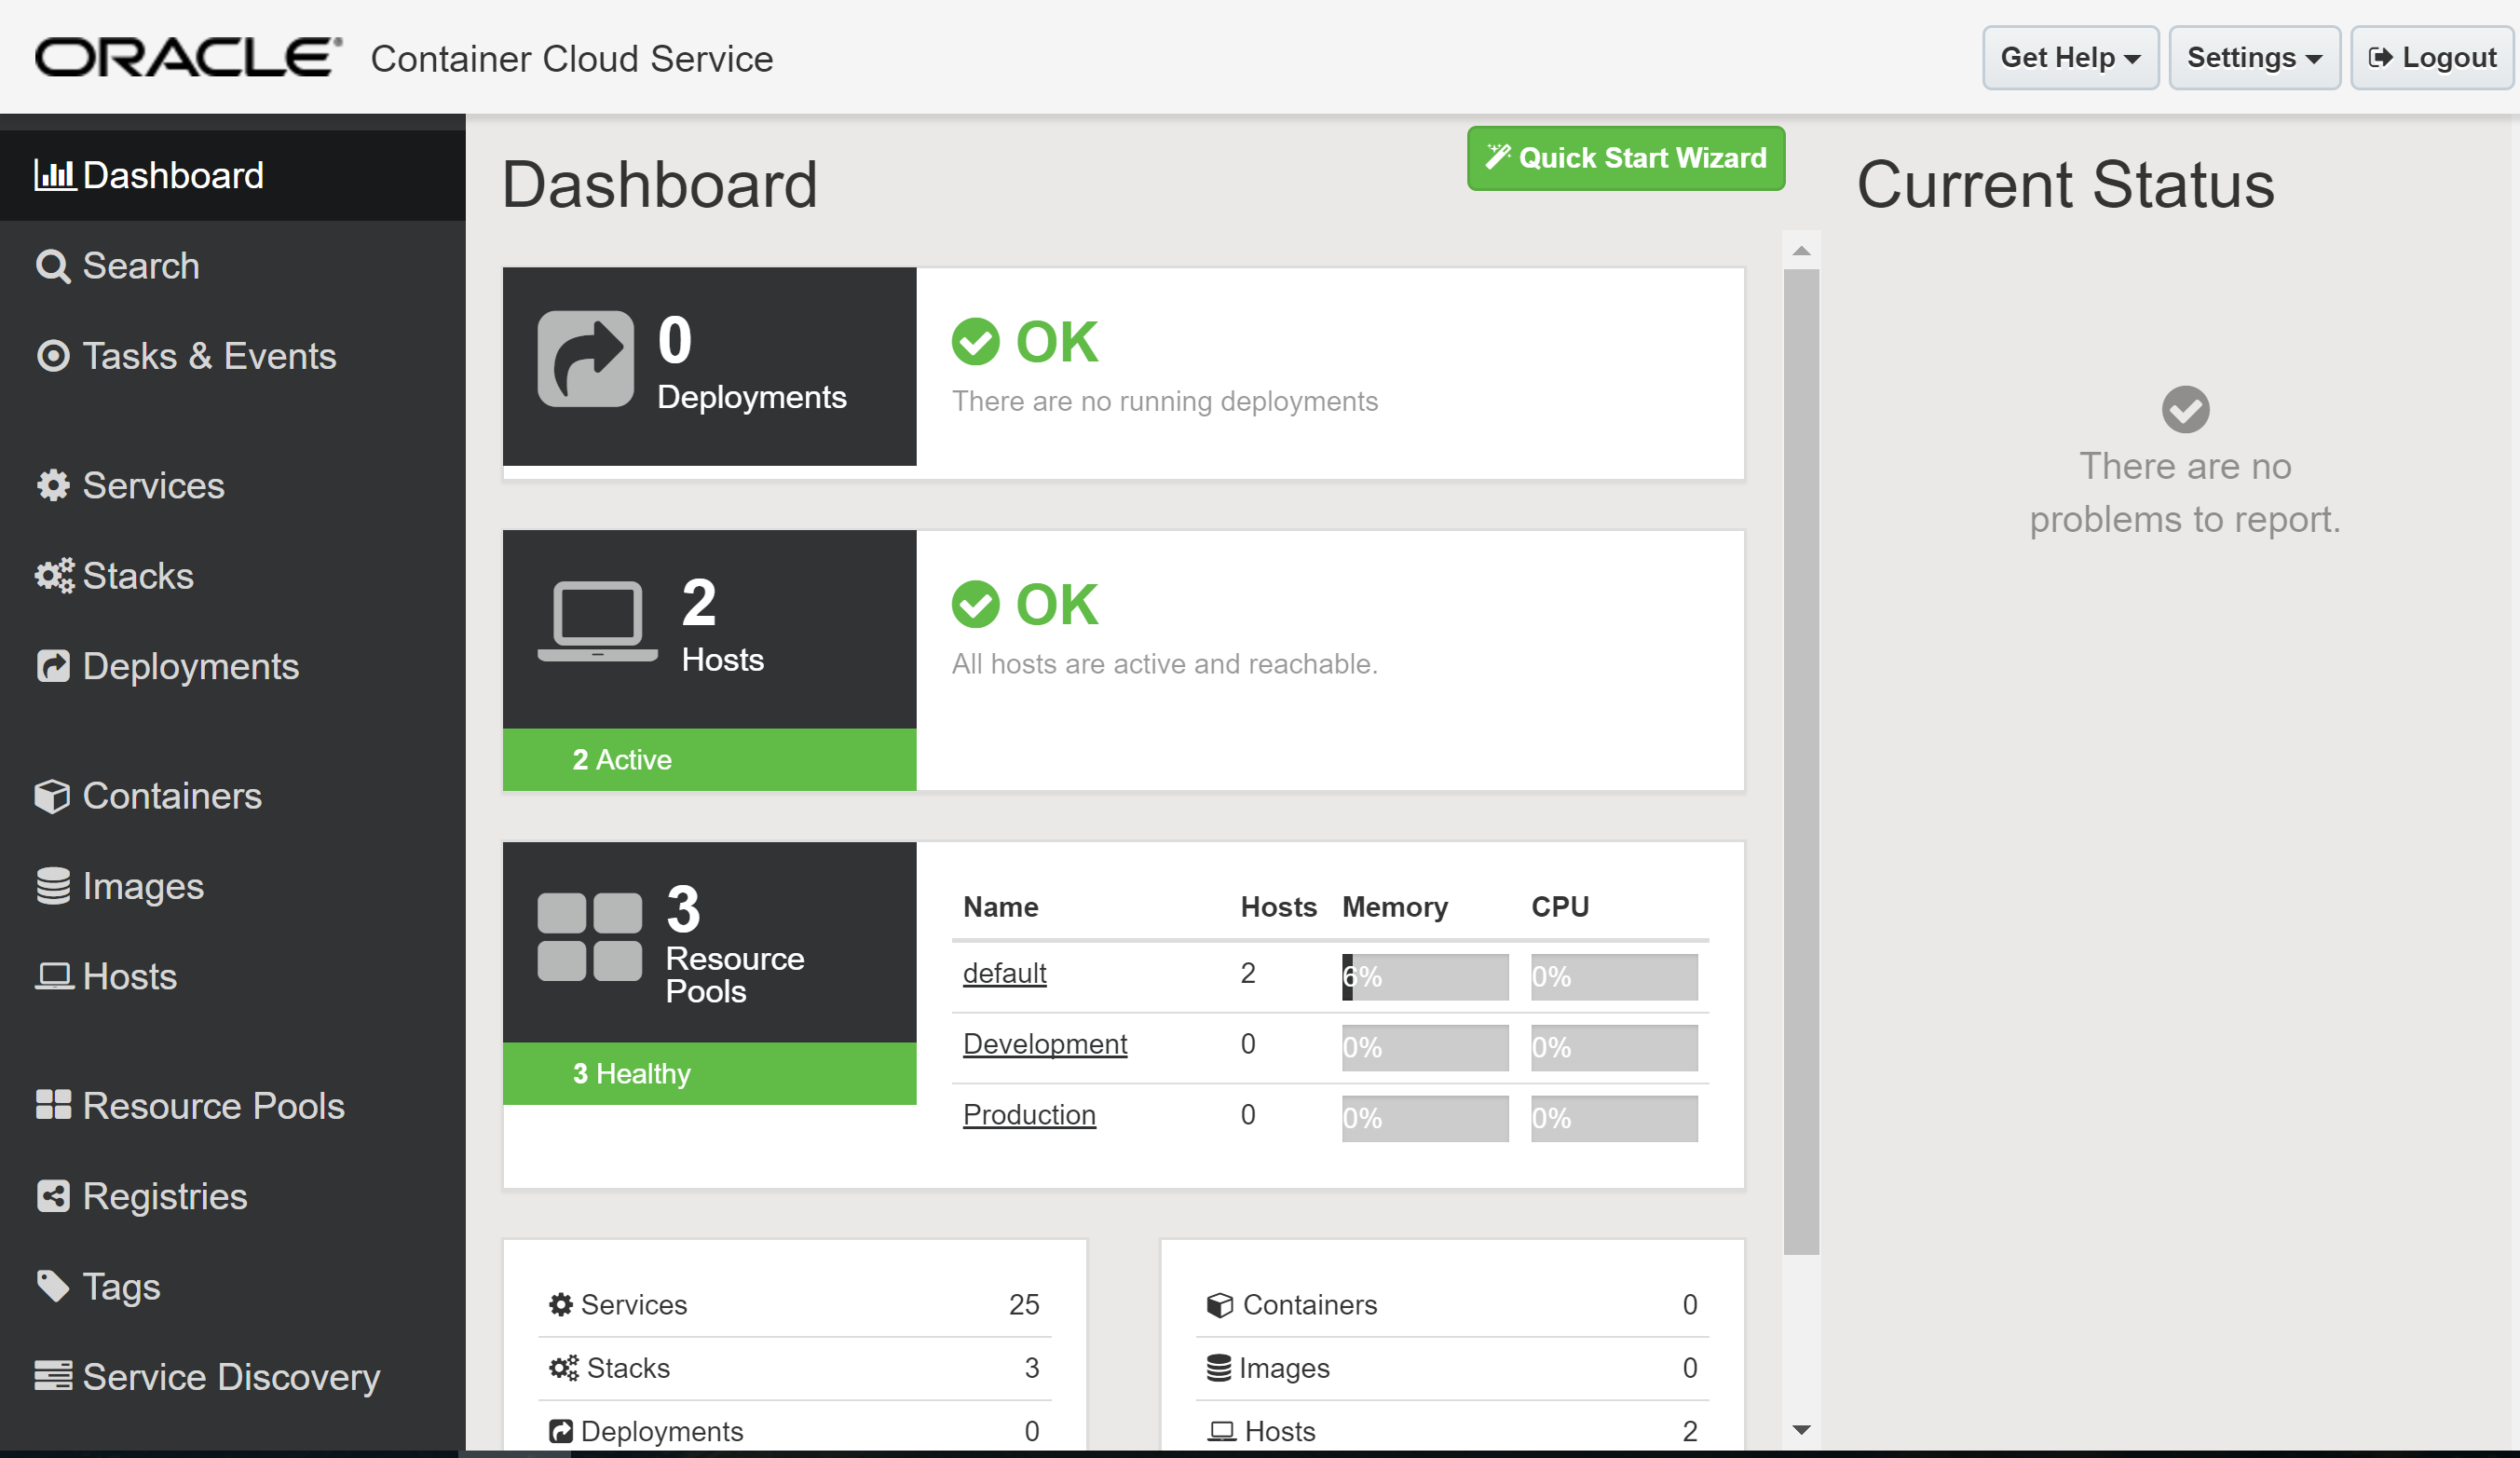 ORACLE Container Cloud Service
Get Help
Settings
Logout
Dashboard
Search
Tasks & Events
Services
Stacks
Deployments
Containers
Images
Hosts
Resource Pools
Registries
Tags
Service Discovery
Dashboard
Quick Start Wizard
0
Deployments
OK
There are no running deployments
2
Hosts
2 Active
OK
All hosts are active and reachable.
3
Resource
Pools
3 Healthy
Name Hosts Memory CPU
default 2 6% 0%
Development 0 0% 0%
Production 0 0% 0%
Services 25
Stacks 3
Deployments 0
Containers 0
Images 0
Hosts 2
Current Status
There are no
problems to report.